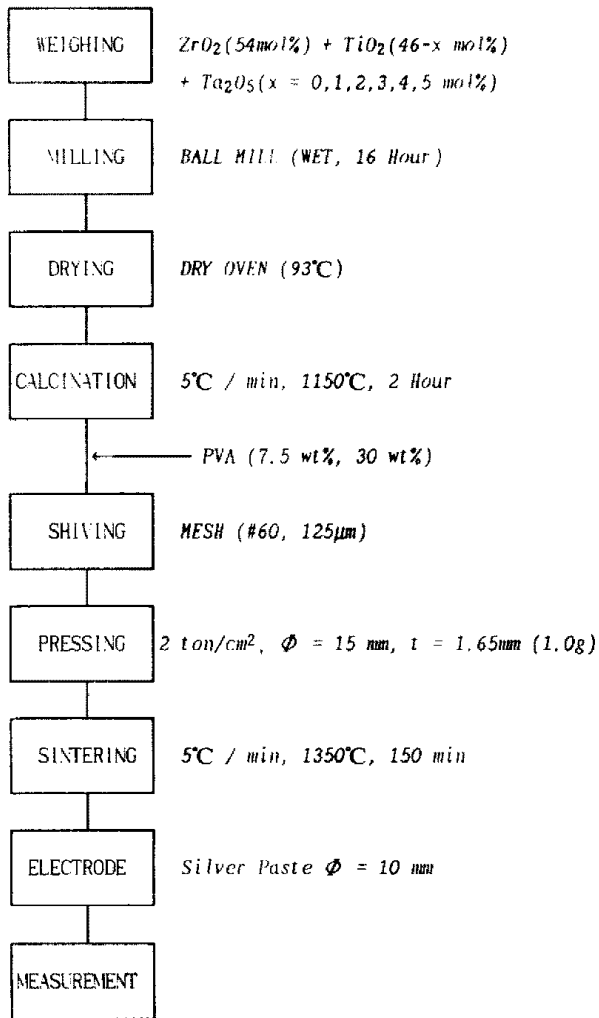 WEIGHING ZrO₂(54mol%) + TiO₂(46-x mol%)
+ Ta₂O₅(x = 0,1,2,3,4,5 mol%)
MILLING BALL MILL (WET, 16 Hour)
DRYING DRY OVEN (93℃)
CALCINATION 5℃ / min, 1150℃, 2 Hour
PVA (7.5 wt%, 30 wt%)
SHIVING MESH (#60, 125μm)
PRESSING 2 ton/cm², Φ = 15 mm, t = 1.65mm (1.0g)
SINTERING 5℃ / min, 1350℃, 150 min
ELECTRODE Silver Paste Φ = 10 mm
MEASUREMENT